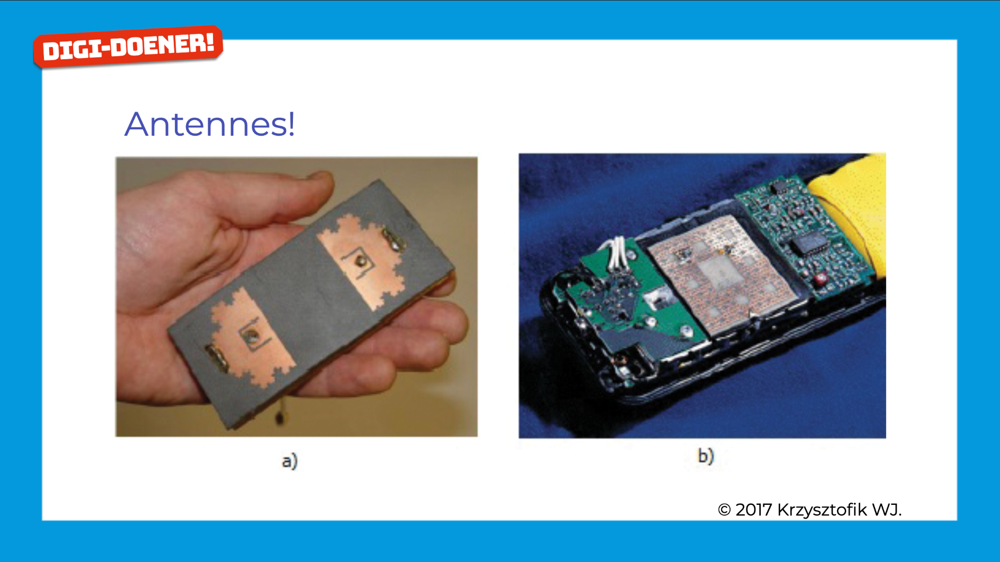 DIGI-DOENER!
Antennes!
a)
b)
© 2017 Krzysztofik WJ.